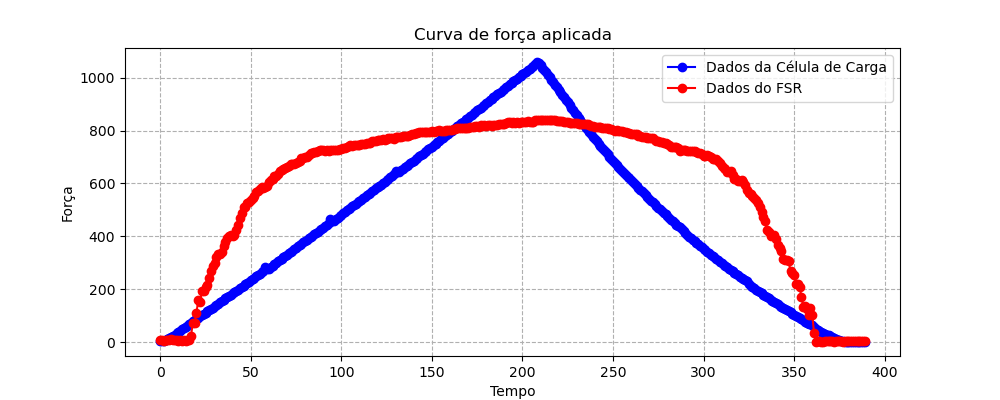 Curva de força aplicada
Força
1000
800
600
400
200
0
Dados da Célula de Carga
Dados do FSR
0 50 100 150 200 250 300 350 400
Tempo